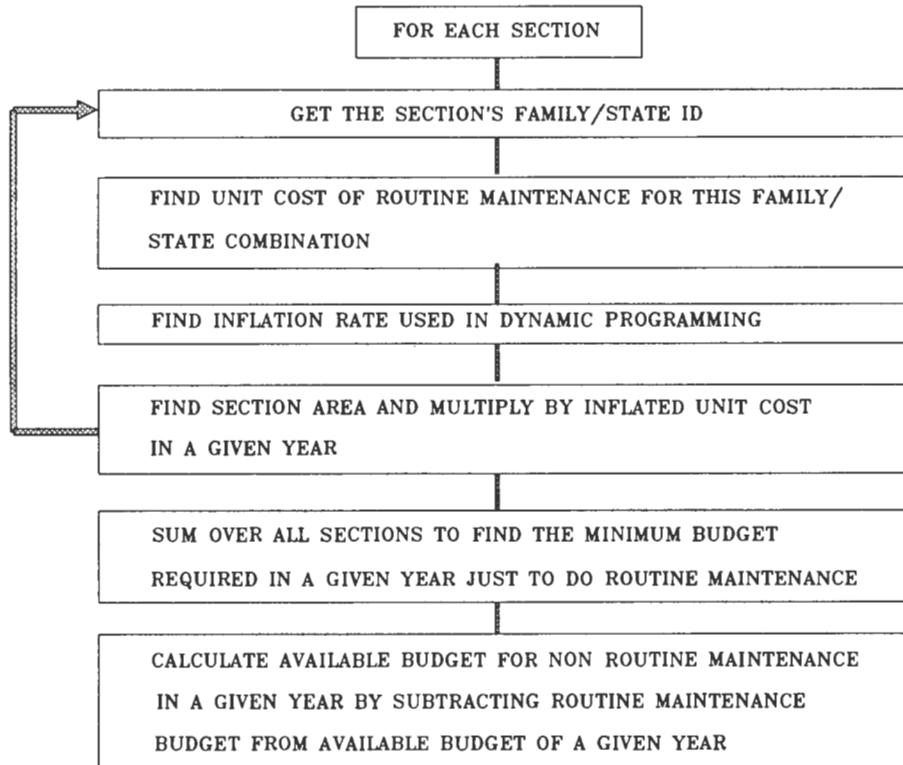 FOR EACH SECTION
GET THE SECTION'S FAMILY/STATE ID
FIND UNIT COST OF ROUTINE MAINTENANCE FOR THIS FAMILY/
STATE COMBINATION
FIND INFLATION RATE USED IN DYNAMIC PROGRAMMING
FIND SECTION AREA AND MULTIPLY BY INFLATED UNIT COST
IN A GIVEN YEAR
SUM OVER ALL SECTIONS TO FIND THE MINIMUM BUDGET
REQUIRED IN A GIVEN YEAR JUST TO DO ROUTINE MAINTENANCE
CALCULATE AVAILABLE BUDGET FOR NON ROUTINE MAINTENANCE
IN A GIVEN YEAR BY SUBTRACTING ROUTINE MAINTENANCE
BUDGET FROM AVAILABLE BUDGET OF A GIVEN YEAR